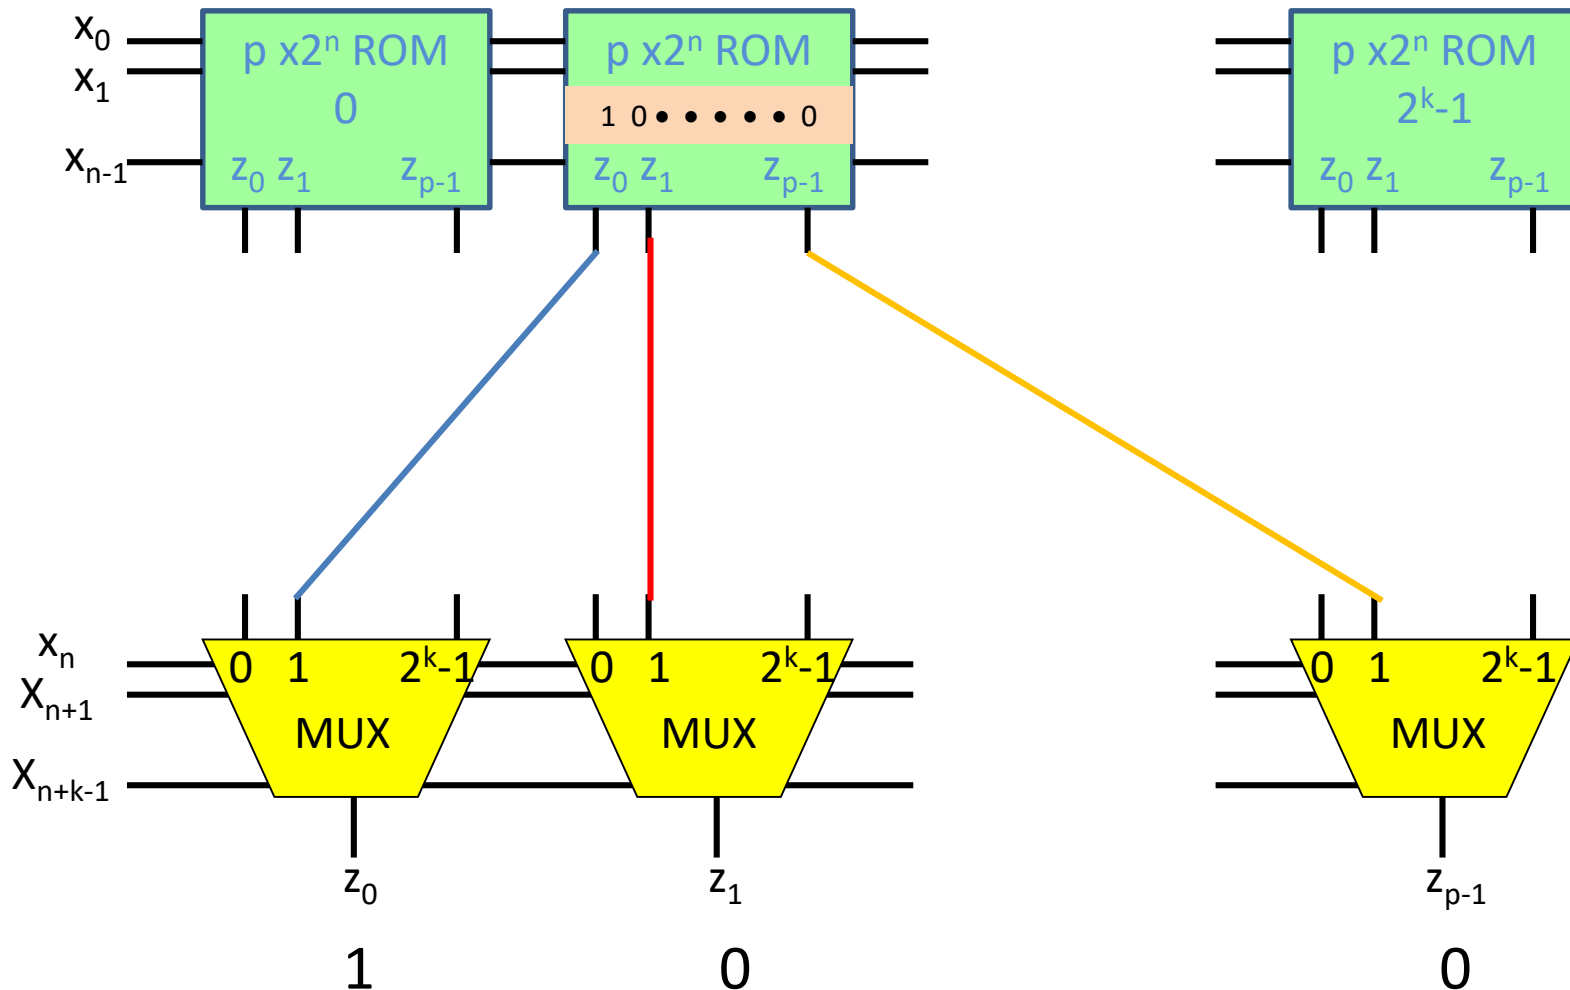 x₀ p x2ⁿ ROM p x2ⁿ ROM p x2ⁿ ROM
x₁ 0 1 0 • • • • • 0 2ᵏ-1
xₙ₋₁ z₀ z₁ zₚ₋₁ z₀ z₁ zₚ₋₁ z₀ z₁ zₚ₋₁
xₙ 0 1 2ᵏ-1 0 1 2ᵏ-1 0 1 2ᵏ-1
Xₙ₊₁ MUX MUX MUX
Xₙ₊ₖ₋₁
z₀ z₁ zₚ₋₁
1 0 0